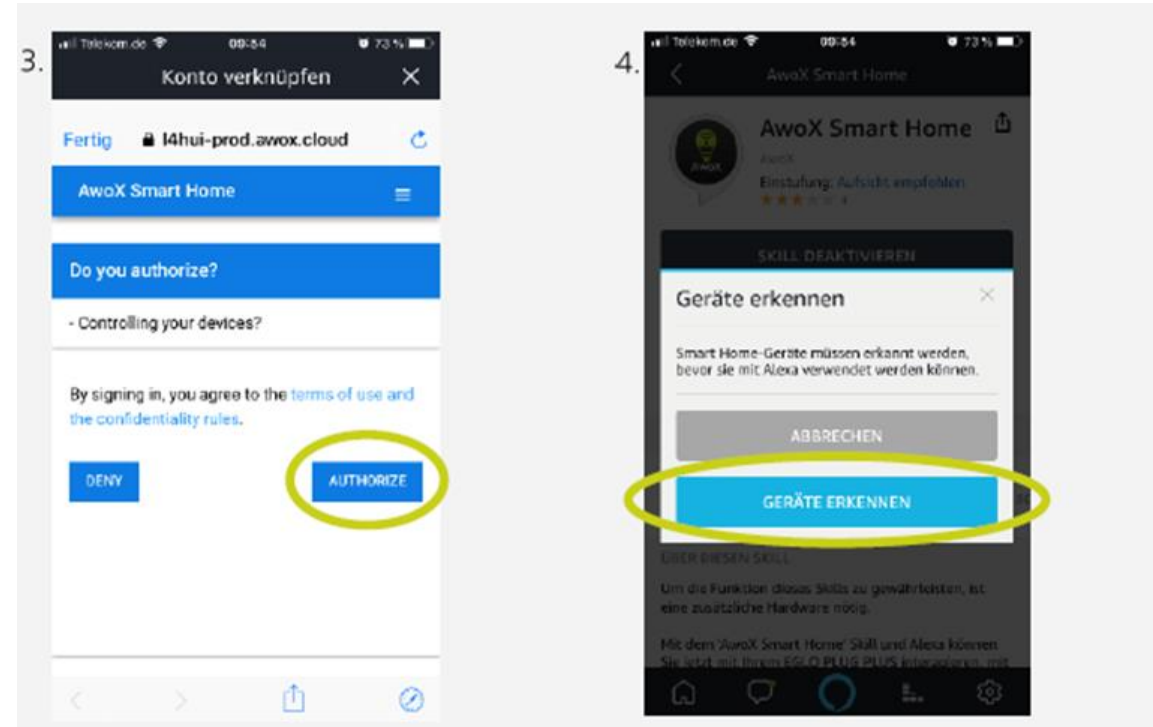 3.
Telekom.de 09:54 73 %
Konto verknüpfen
Fertig l4hui-prod.awox.cloud
AwoX Smart Home
Do you authorize?
- Controlling your devices?
By signing in, you agree to the terms of use and
the confidentiality rules.
DENY AUTHORIZE
4.
Telekom.de 09:54 73 %
AwoX Smart Home
AwoX
AwoX Smart Home
AwoX
Einstufung: Aufsicht empfohlen
SKILL DEAKTIVIEREN
Geräte erkennen
Smart Home-Geräte müssen erkannt werden,
bevor sie mit Alexa verwendet werden können.
ABBRECHEN
GERÄTE ERKENNEN
ÜBER DIESEN SKILL
Um die Funktion dieses Skills zu gewährleisten, ist
eine zusätzliche Hardware nötig.
Mit dem 'AwoX Smart Home' Skill und Alexa können
Sie jetzt mit Ihrem EGLO PLUG PLUS interagieren, mit